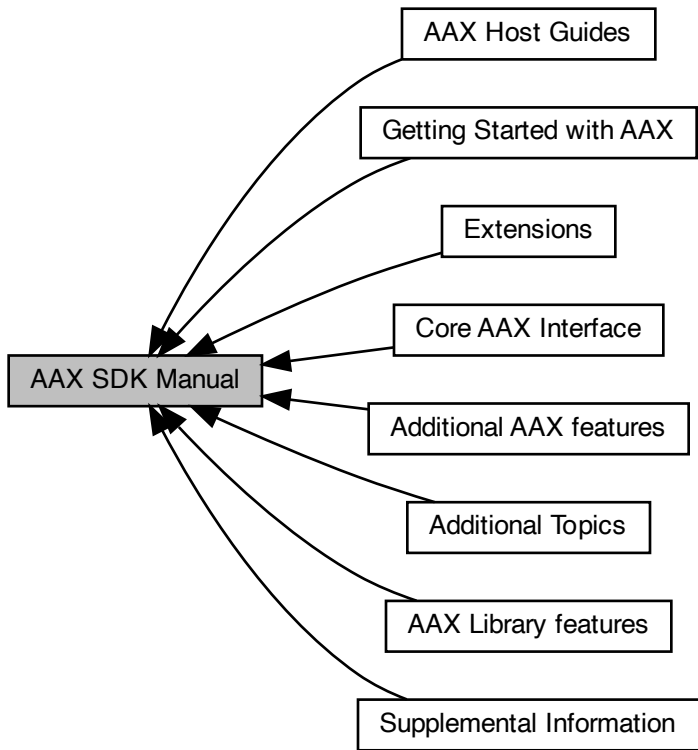 AAX Host Guides
Getting Started with AAX
Extensions
Core AAX Interface
AAX SDK Manual
Additional AAX features
Additional Topics
AAX Library features
Supplemental Information